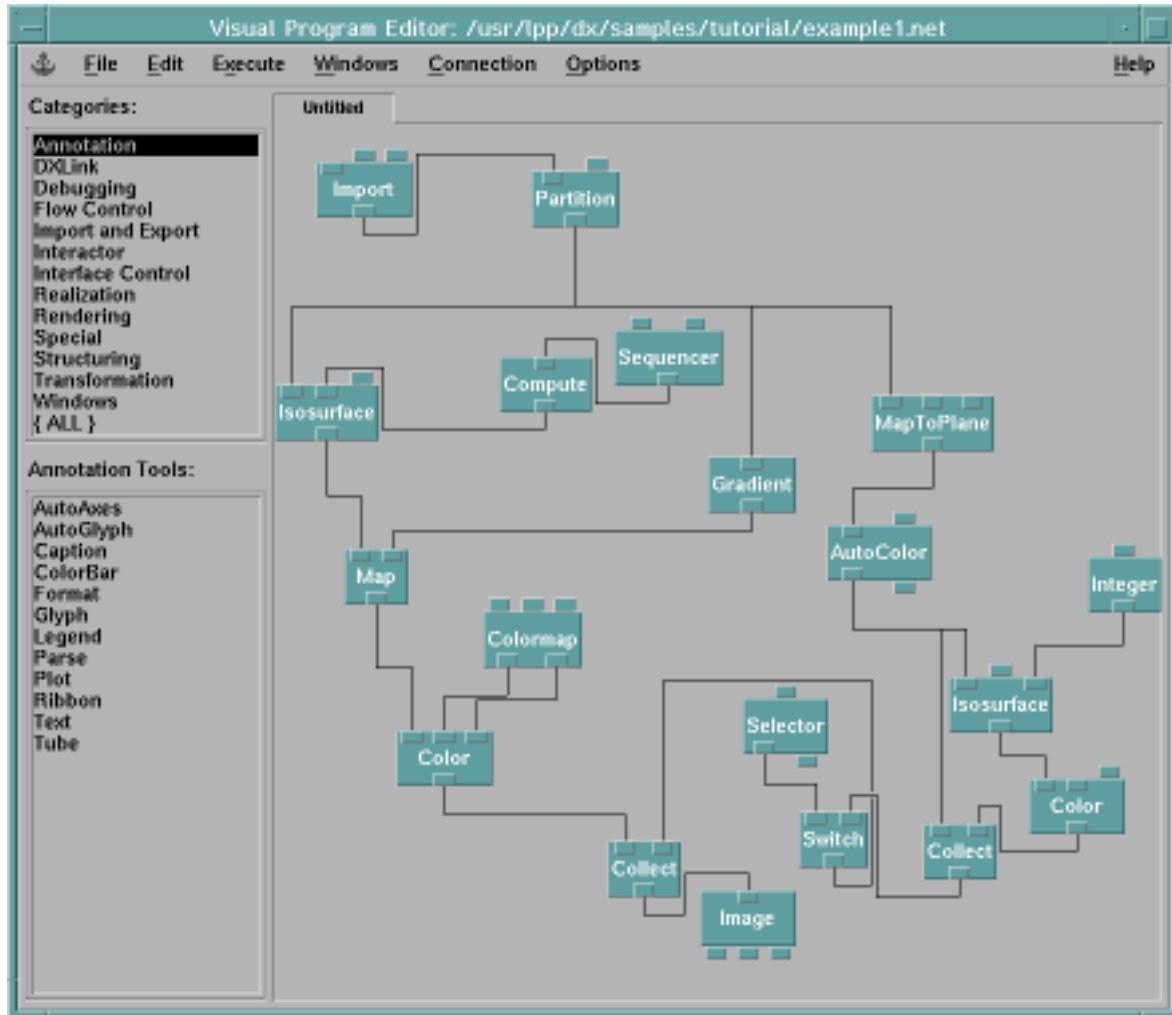 Visual Program Editor: /usr/lpp/dx/samples/tutorial/example1.net
File Edit Execute Windows Connection Options Help
Categories:
Annotation
DXLink
Debugging
Flow Control
Import and Export
Interactor
Interface Control
Realization
Rendering
Special
Structuring
Transformation
Windows
{ ALL }
Annotation Tools:
AutoAxes
AutoGlyph
Caption
ColorBar
Format
Glyph
Legend
Parse
Plot
Ribbon
Text
Tube
Untitled
Import
Partition
Sequencer
Compute
Isosurface
MapToPlane
Gradient
AutoColor
Map
Integer
Colormap
Isosurface
Selector
Color
Color
Switch
Collect
Collect
Image